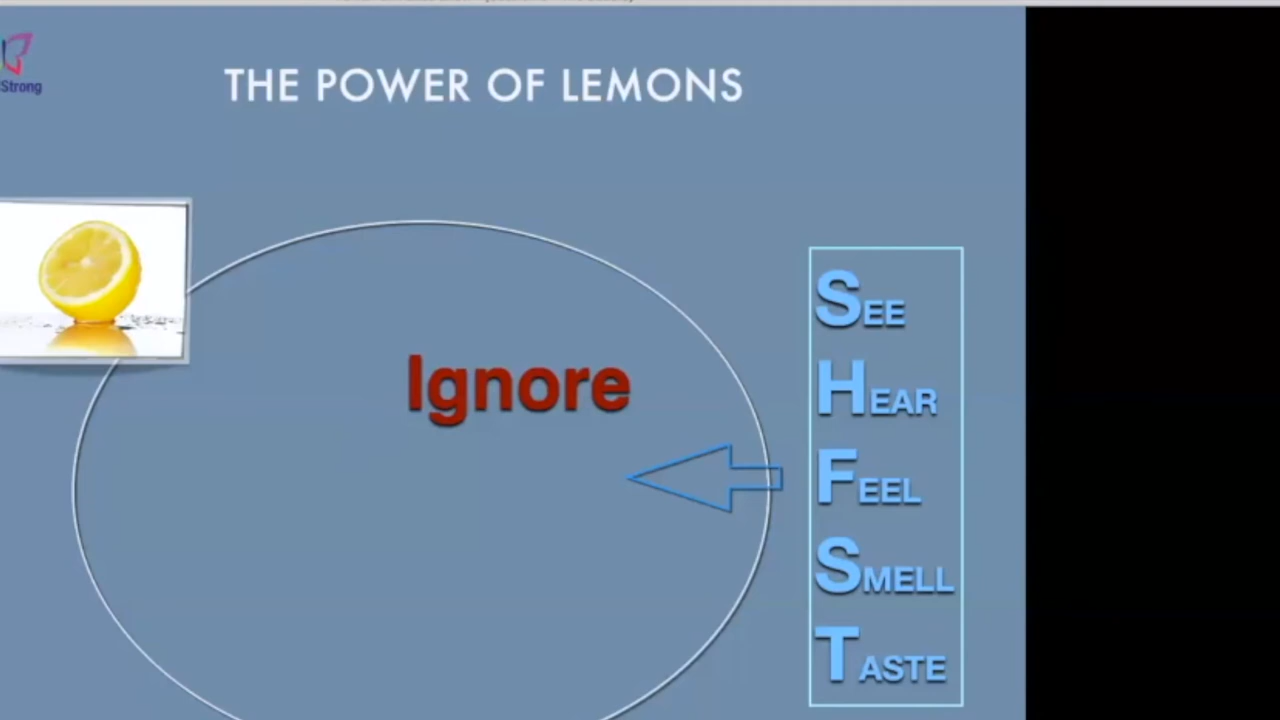 Strong
THE POWER OF LEMONS
Ignore
SEE
HEAR
FEEL
SMELL
TASTE